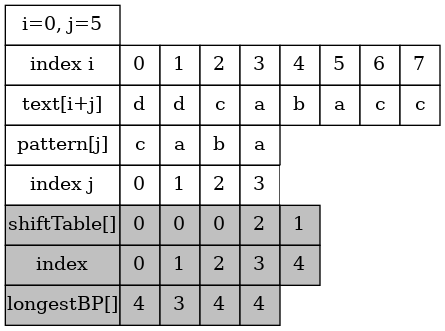 i=0, j=5
index i 0 1 2 3 4 5 6 7
text[i+j] d d c a b a c c
pattern[j] c a b a
index j 0 1 2 3
shiftTable[] 0 0 0 2 1
index 0 1 2 3 4
longestBP[] 4 3 4 4